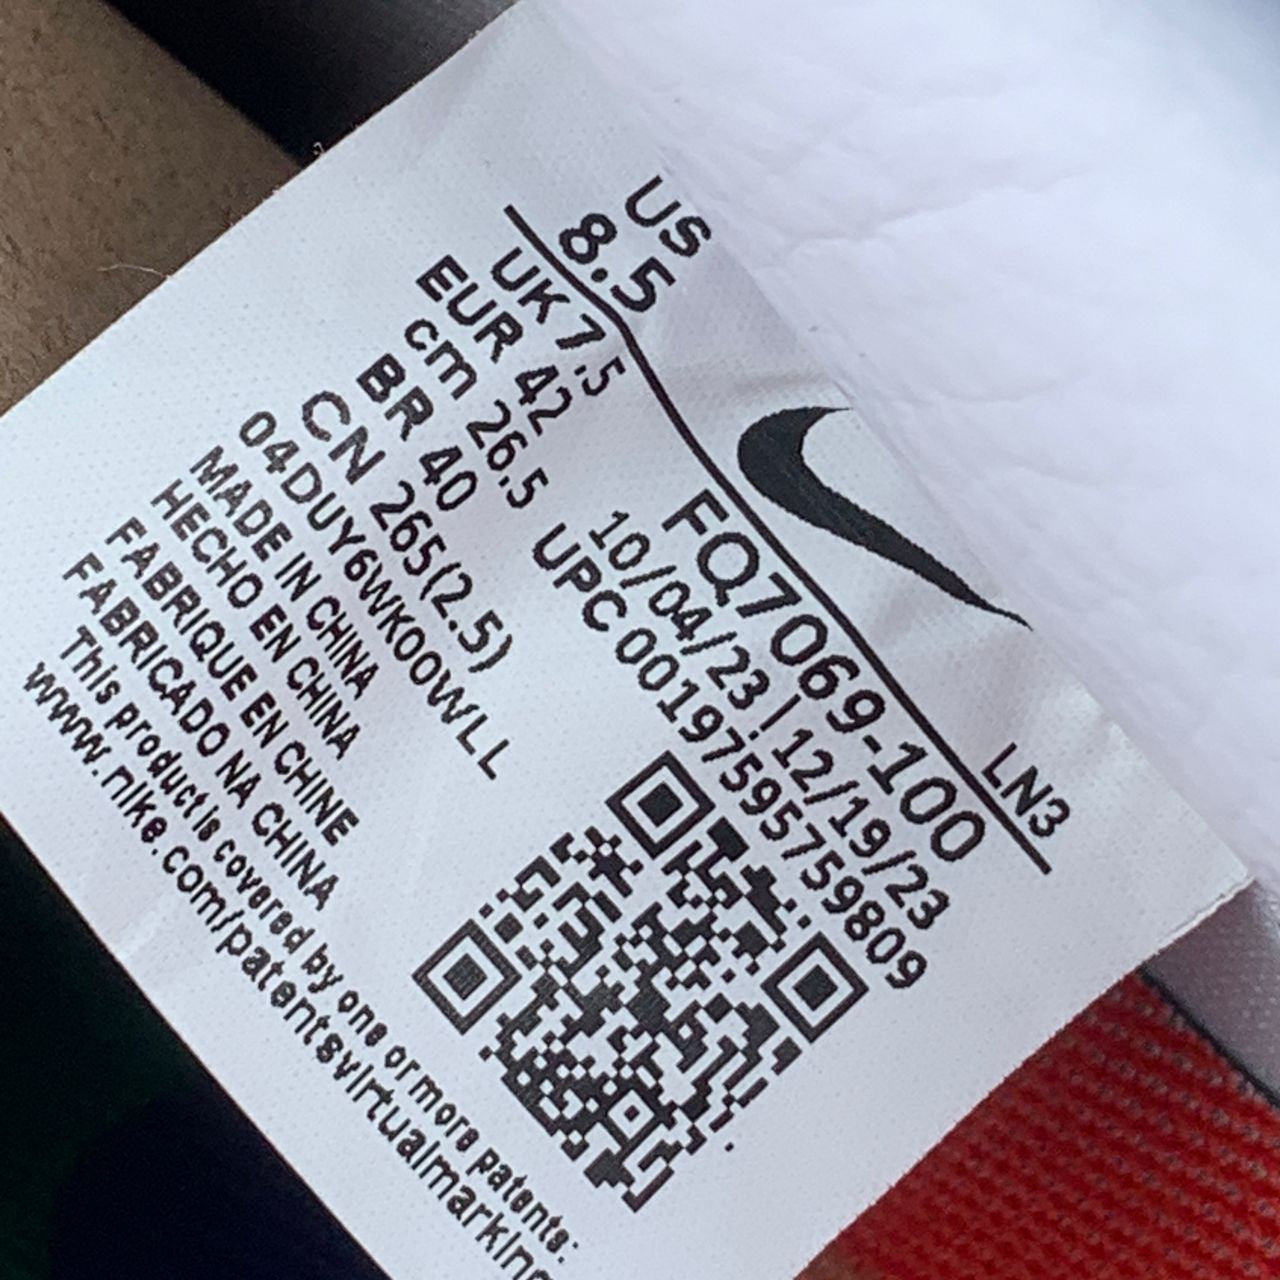 US
8.5
UK 7.5
EUR 42
cm 26.5
BR 40
CN 265(2.5)
04DUY6WK00WLL
MADE IN CHINA
HECHO EN CHINA
FABRIQUE EN CHINE
FABRICADO NA CHINA
This product is covered by one or more patents:
www.nike.com/patentsvirtualmarking
LN3
FQ7069-100
10/04/23 | 12/19/23
UPC 00197595759809